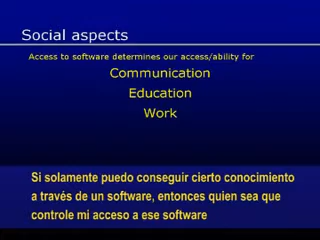 Social aspects
Access to software determines our access/ability for
Communication
Education
Work
Si solamente puedo conseguir cierto conocimiento
a través de un software, entonces quien sea que
controle mi acceso a ese software